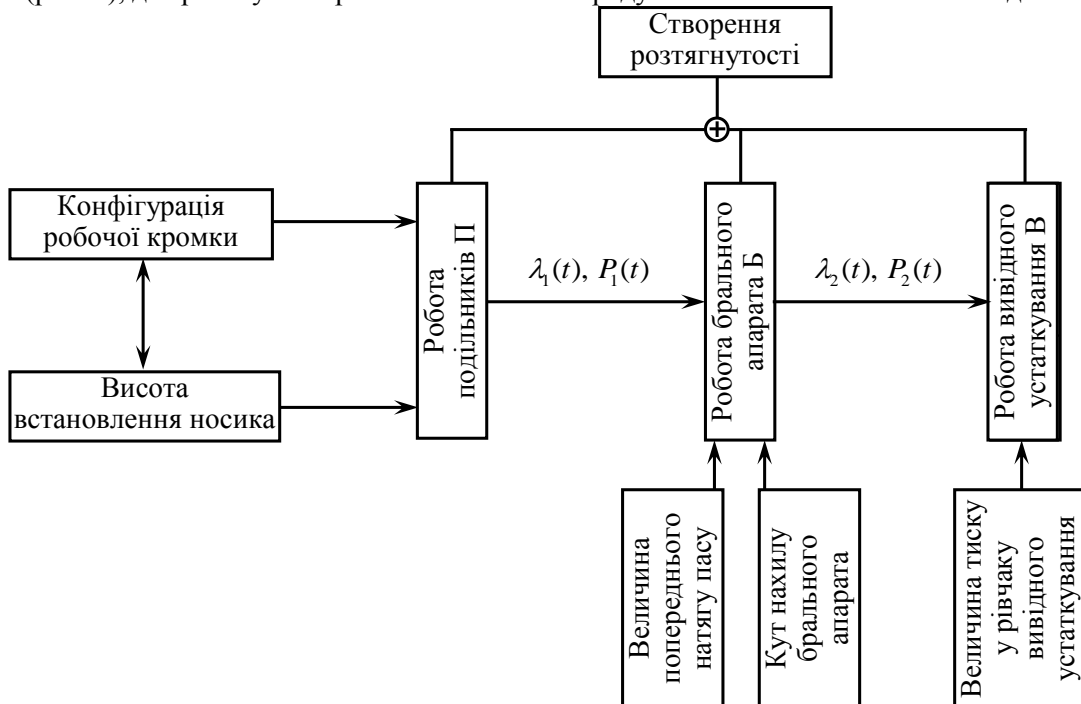 Створення
розтягнутості
Конфігурація
робочої кромки
Висота
встановлення носика
Робота
подільників П
λ₁(t), P₁(t)
Робота брального
апарата Б
λ₂(t), P₂(t)
Робота вивідного
устаткування В
Величина
попереднього
натягу пасу
Кут нахилу
брального
апарата
Величина тиску
у рівчаку
вивідного
устаткування